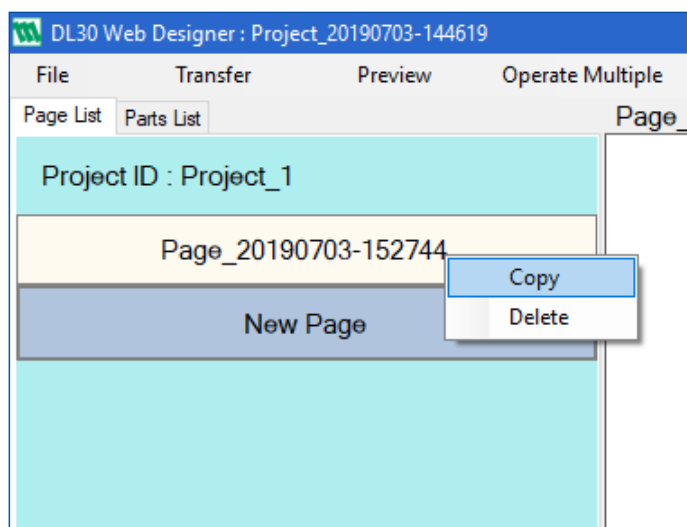 DL30 Web Designer : Project_20190703-144619
File Transfer Preview Operate Multiple
Page List Parts List Page_
Project ID : Project_1
Page_20190703-152744
Copy
New Page Delete